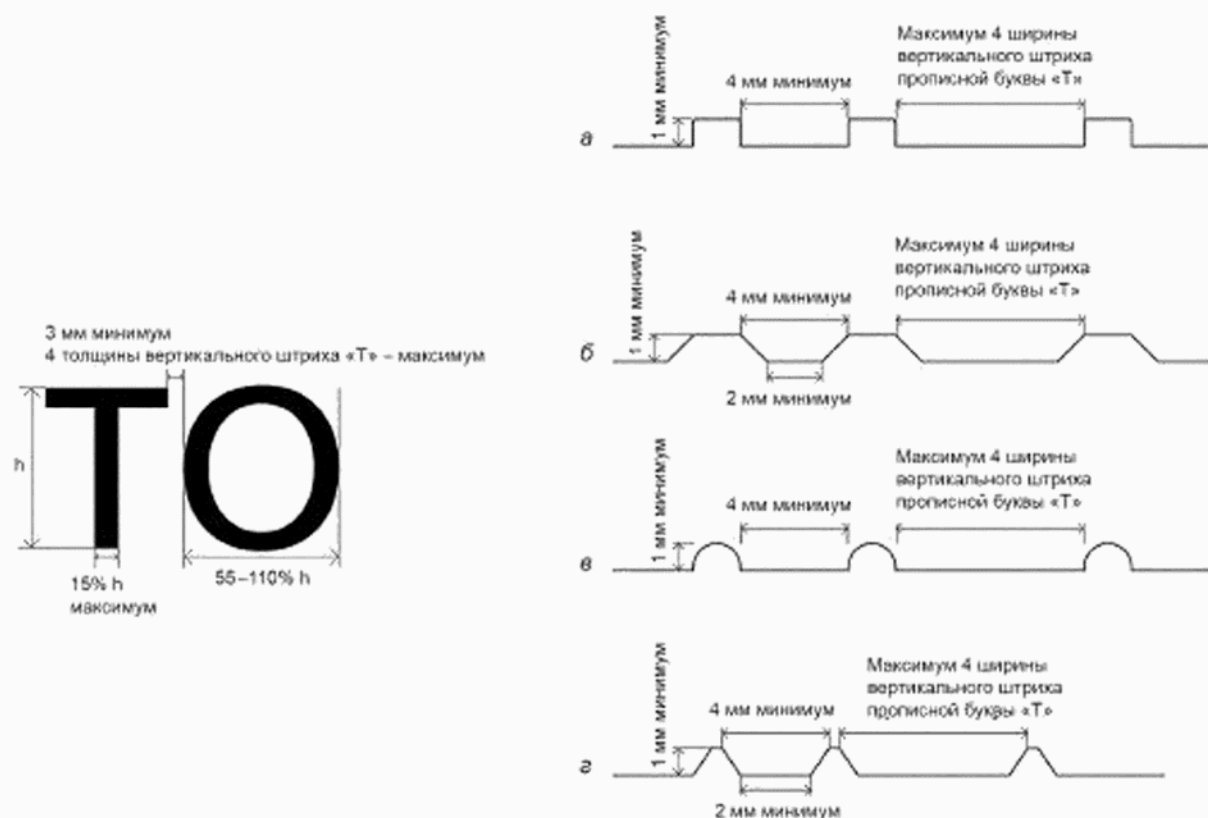 3 мм минимум
4 толщины вертикального штриха «Т» – максимум
ТО
h
15% h
максимум
55–110% h
а
1 мм минимум
4 мм минимум
Максимум 4 ширины
вертикального штриха
прописной буквы «Т»
б
1 мм минимум
4 мм минимум
Максимум 4 ширины
вертикального штриха
прописной буквы «Т»
2 мм минимум
в
1 мм минимум
4 мм минимум
Максимум 4 ширины
вертикального штриха
прописной буквы «Т»
г
1 мм минимум
4 мм минимум
Максимум 4 ширины
вертикального штриха
прописной буквы «Т»
2 мм минимум